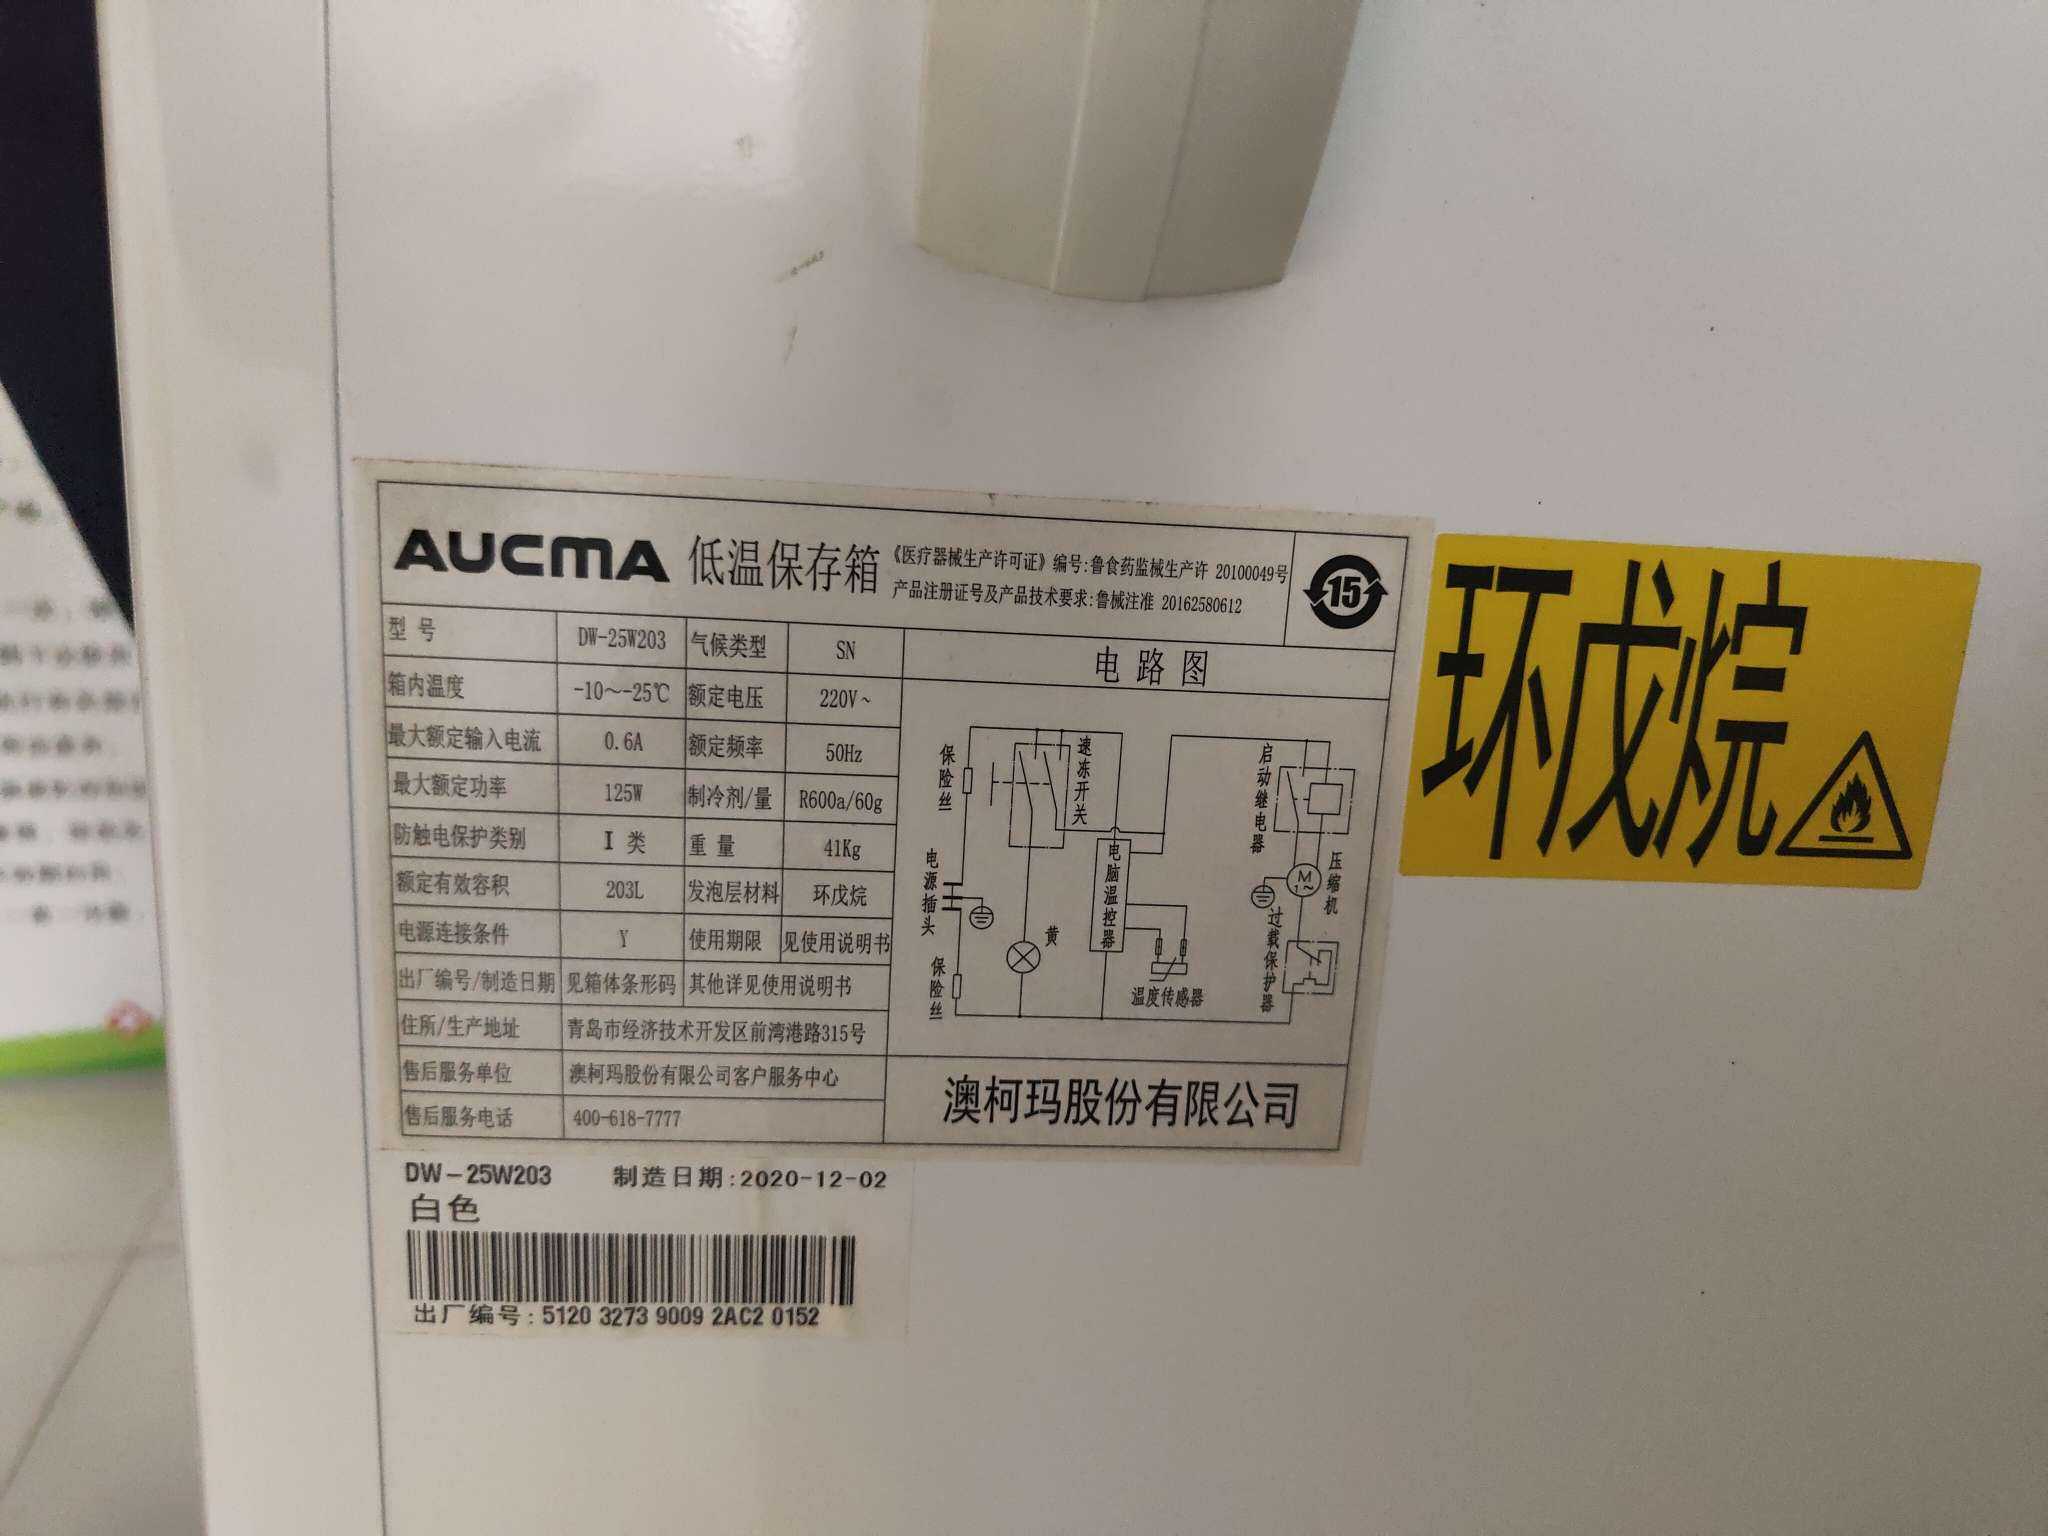 AUCMA 低温保存箱
《医疗器械生产许可证》编号:鲁食药监械生产许 20100049号
产品注册证号及产品技术要求:鲁械注准 20162580612
15
型号 DW-25W203 气候类型 SN
箱内温度 -10～-25℃ 额定电压 220V~
最大额定输入电流 0.6A 额定频率 50Hz
最大额定功率 125W 制冷剂/量 R600a/60g
防触电保护类别 I 类 重量 41Kg
额定有效容积 203L 发泡层材料 环戊烷
电源连接条件 Y 使用期限 见使用说明书
出厂编号/制造日期 见箱体条形码 其他详见使用说明书
住所/生产地址 青岛市经济技术开发区前湾港路315号
售后服务单位 澳柯玛股份有限公司客户服务中心
售后服务电话 400-618-7777
电路图
保险丝
速冻开关
启动继电器
电源插头
电脑温控器
M
1~
压缩机
黄
过载保护器
保险丝
温度传感器
澳柯玛股份有限公司
环戊烷
DW-25W203 制造日期:2020-12-02
白色
出厂编号: 5120 3273 9009 2AC2 0152